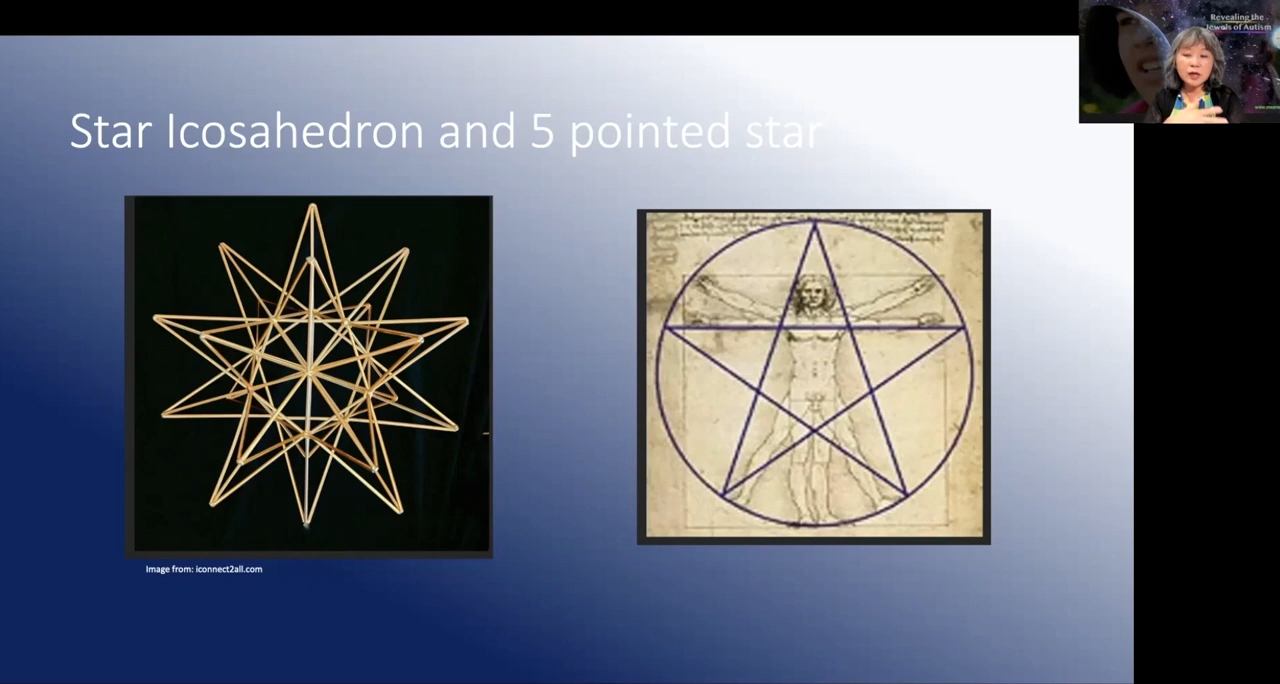 Revealing the
Jewels of Autism
Star Icosahedron and 5 pointed star
Image from: iconnect2all.com